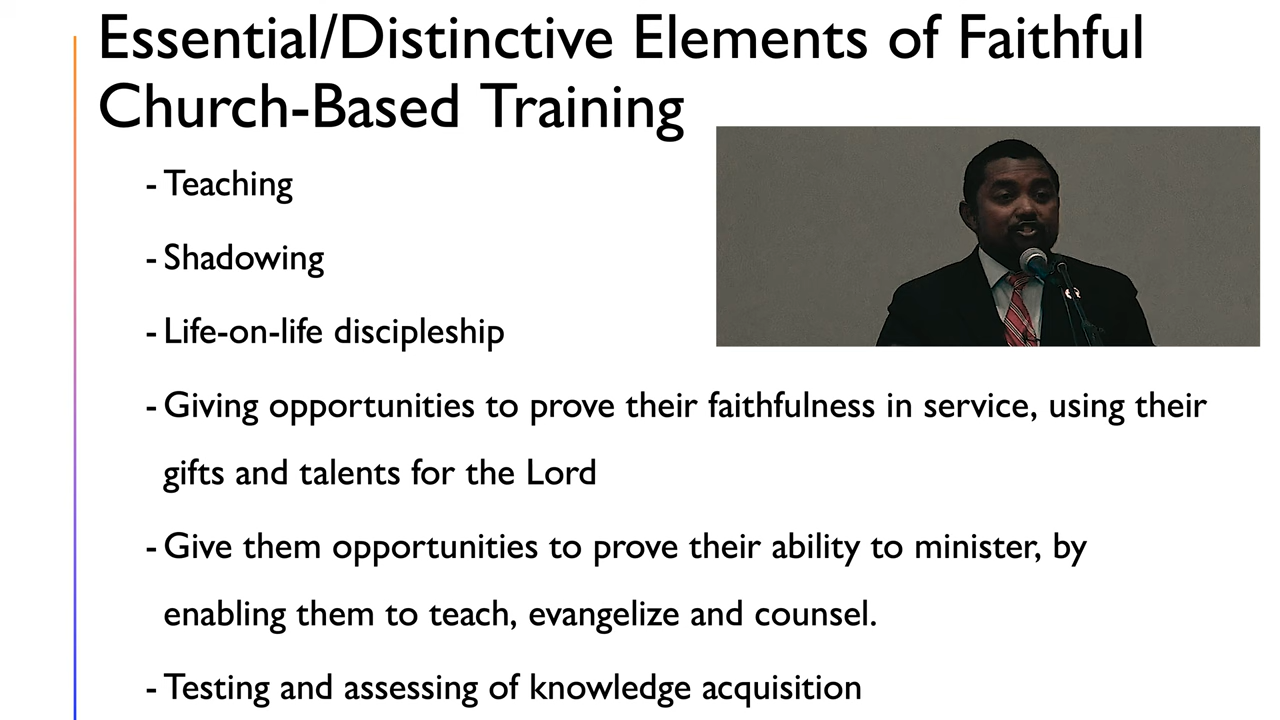 Essential/Distinctive Elements of Faithful
Church-Based Training
- Teaching
- Shadowing
- Life-on-life discipleship
- Giving opportunities to prove their faithfulness in service, using their
gifts and talents for the Lord
- Give them opportunities to prove their ability to minister, by
enabling them to teach, evangelize and counsel.
- Testing and assessing of knowledge acquisition